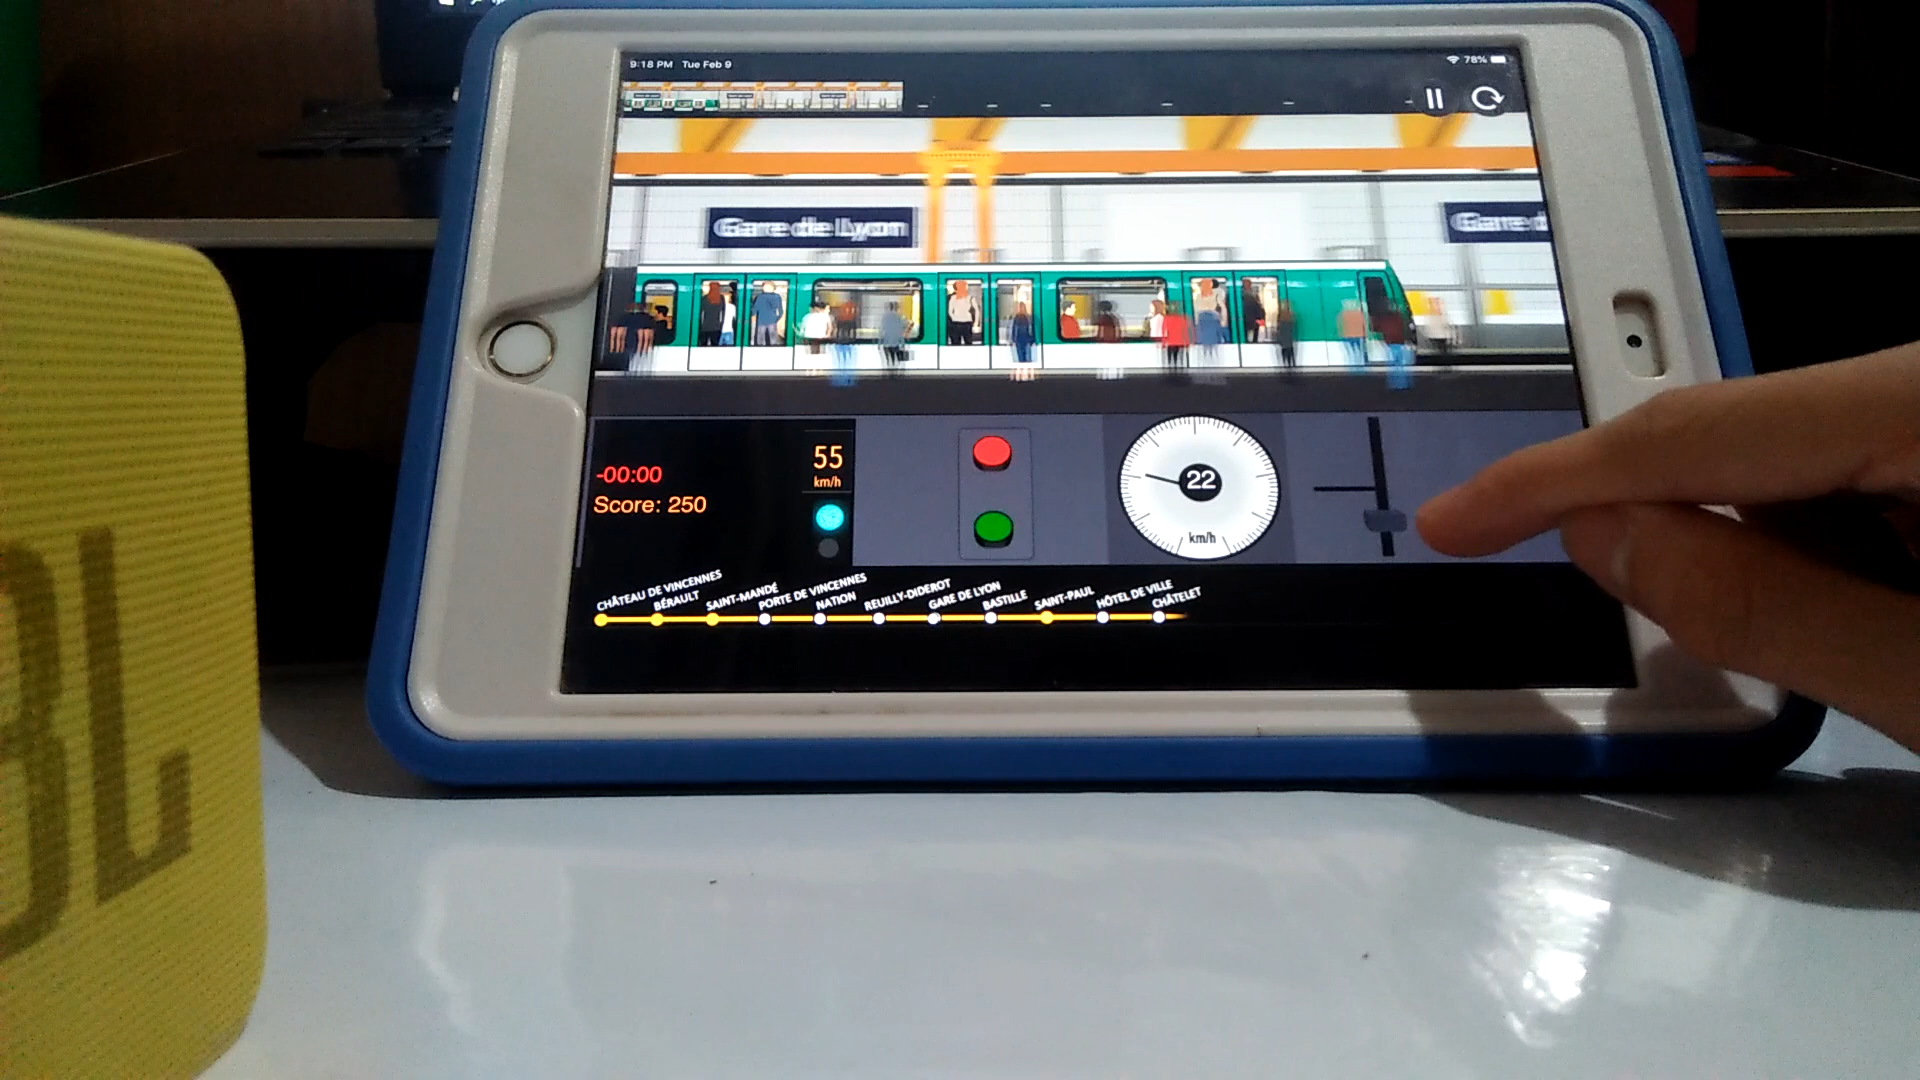 9:18 PM Tue Feb 9
78%
Gare de Lyon
Gare d
-00:00
Score: 250
55
km/h
22
km/h
CHÂTEAU DE VINCENNES
BÉRAULT
SAINT-MANDÉ
PORTE DE VINCENNES
NATION
REUILLY-DIDEROT
GARE DE LYON
BASTILLE
SAINT-PAUL
HÔTEL DE VILLE
CHÂTELET
BL